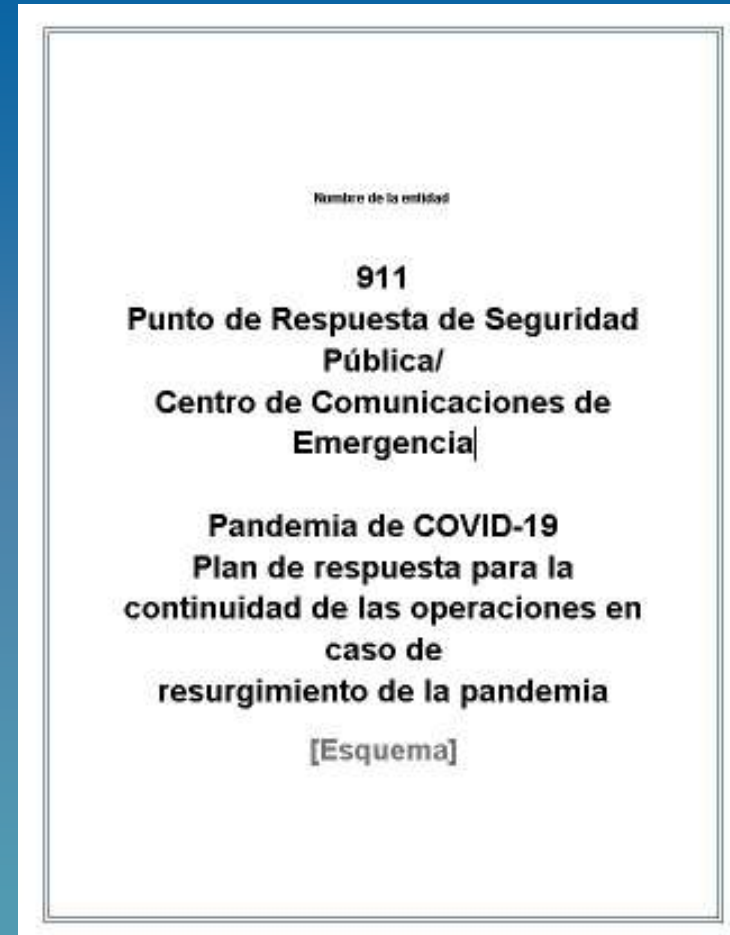 Nombre de la entidad
911
Punto de Respuesta de Seguridad
Pública/
Centro de Comunicaciones de
Emergencia
Pandemia de COVID-19
Plan de respuesta para la
continuidad de las operaciones en
caso de
resurgimiento de la pandemia
[Esquema]